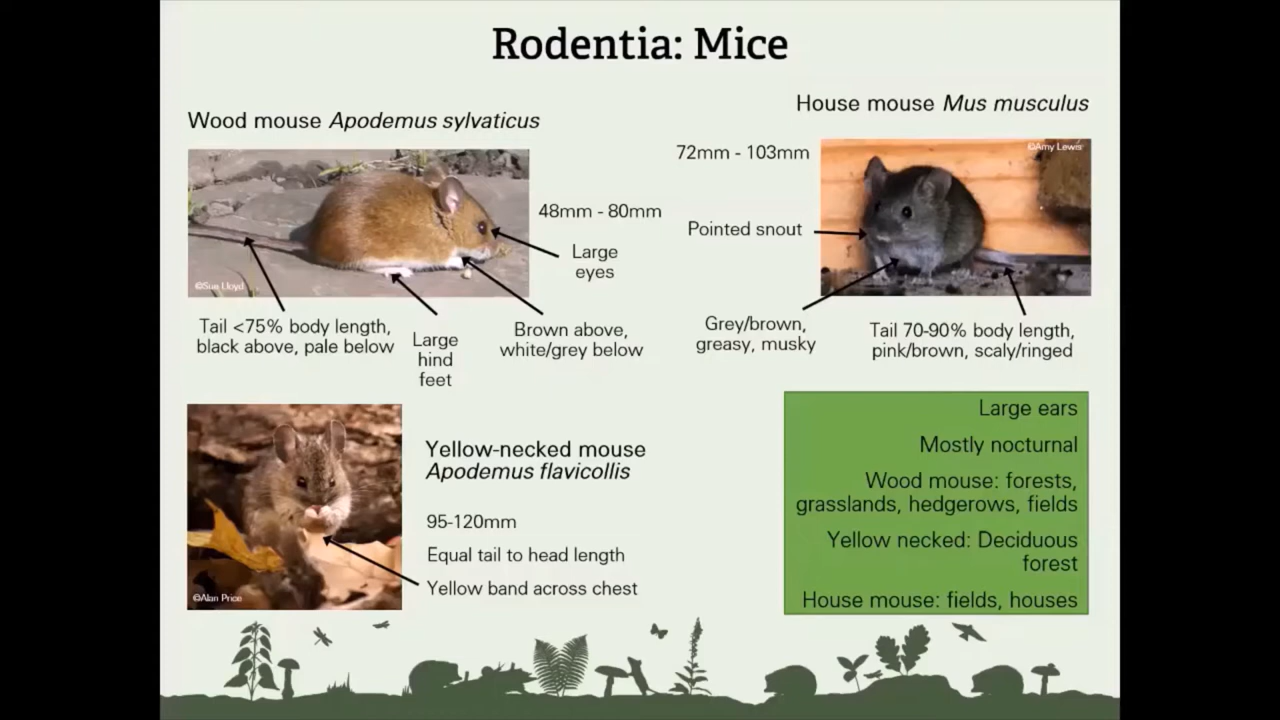 Rodentia: Mice
Wood mouse Apodemus sylvaticus
©Sue Lloyd
48mm - 80mm
Large
eyes
Tail <75% body length,
black above, pale below
Large
hind
feet
Brown above,
white/grey below
House mouse Mus musculus
©Amy Lewis
72mm - 103mm
Pointed snout
Grey/brown,
greasy, musky
Tail 70-90% body length,
pink/brown, scaly/ringed
©Alan Price
Yellow-necked mouse
Apodemus flavicollis
95-120mm
Equal tail to head length
Yellow band across chest
Large ears
Mostly nocturnal
Wood mouse: forests,
grasslands, hedgerows, fields
Yellow necked: Deciduous
forest
House mouse: fields, houses